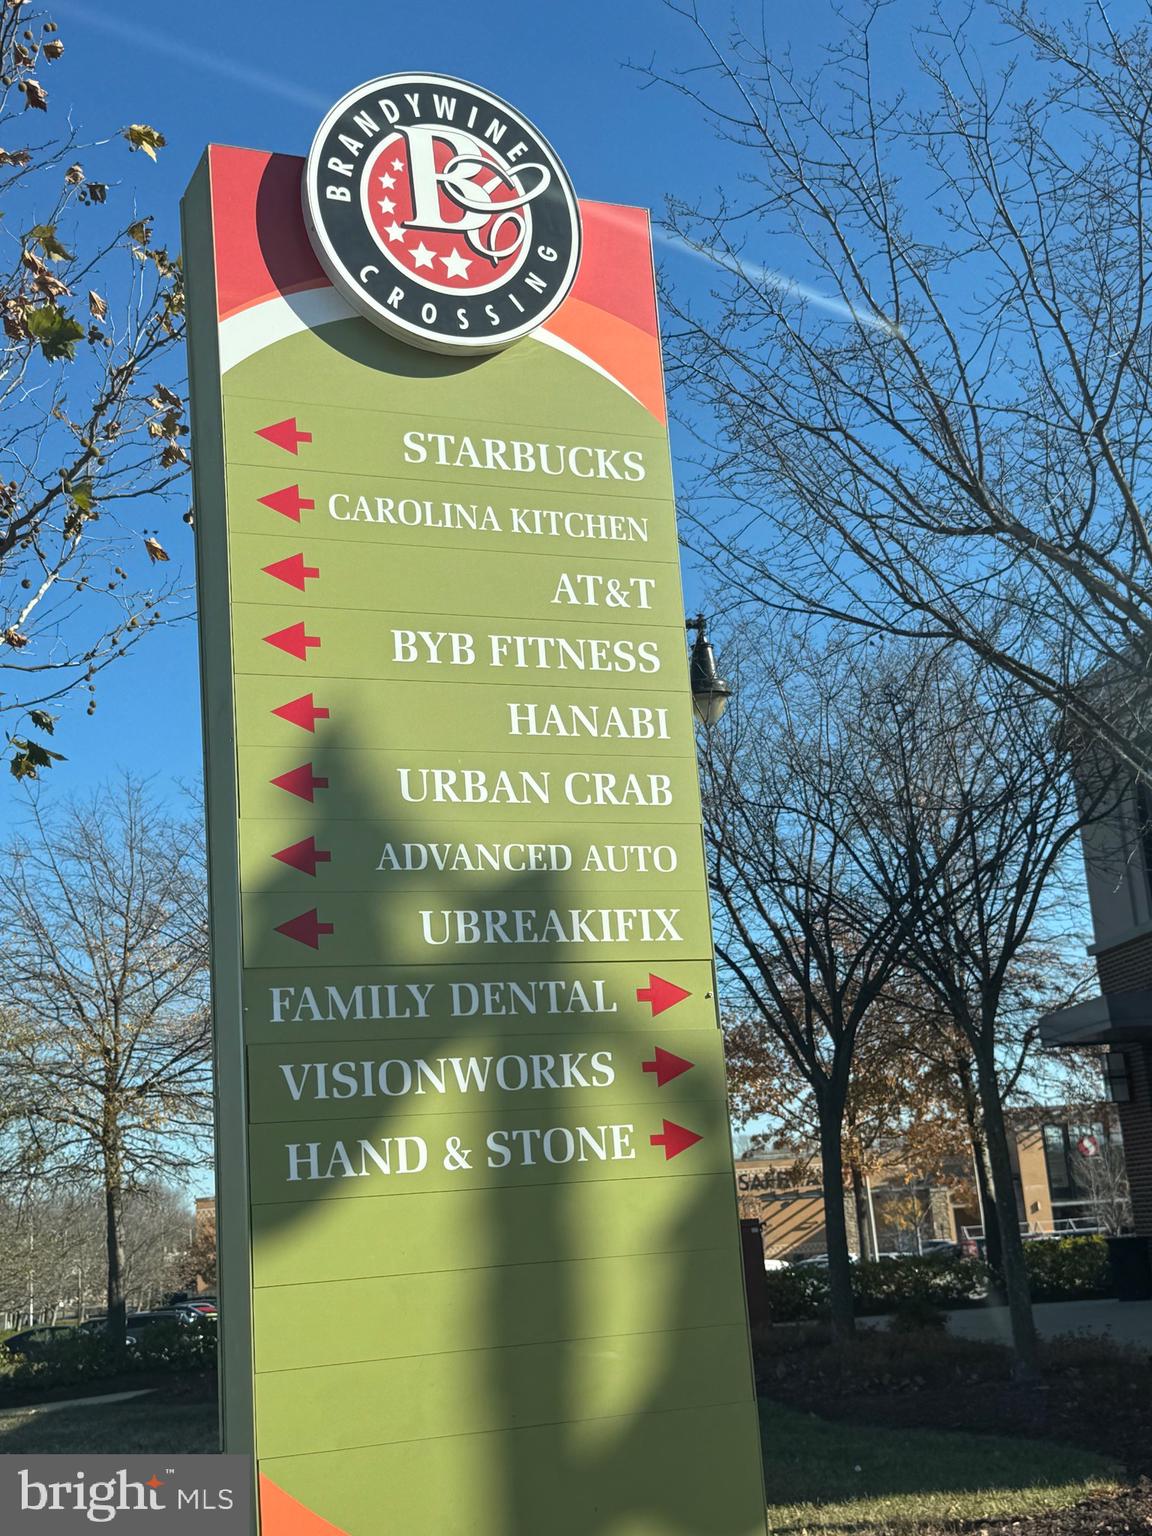 BRANDYWINE
BC
CROSSING
STARBUCKS
CAROLINA KITCHEN
AT&T
BYB FITNESS
HANABI
URBAN CRAB
ADVANCED AUTO
UBREAKIFIX
FAMILY DENTAL
VISIONWORKS
HAND & STONE
bright™ MLS